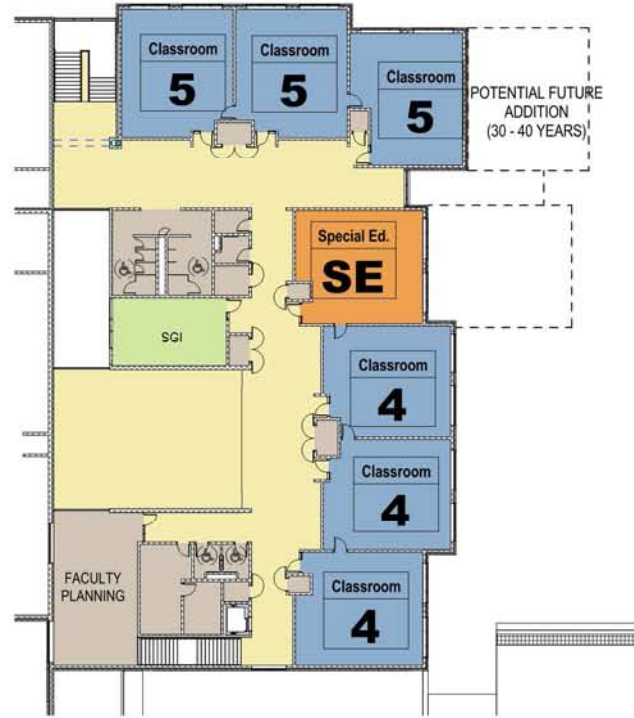 Classroom
5
Classroom
5
Classroom
5
POTENTIAL FUTURE
ADDITION
(30 - 40 YEARS)
Special Ed.
SE
SGI
Classroom
4
Classroom
4
FACULTY
PLANNING
Classroom
4